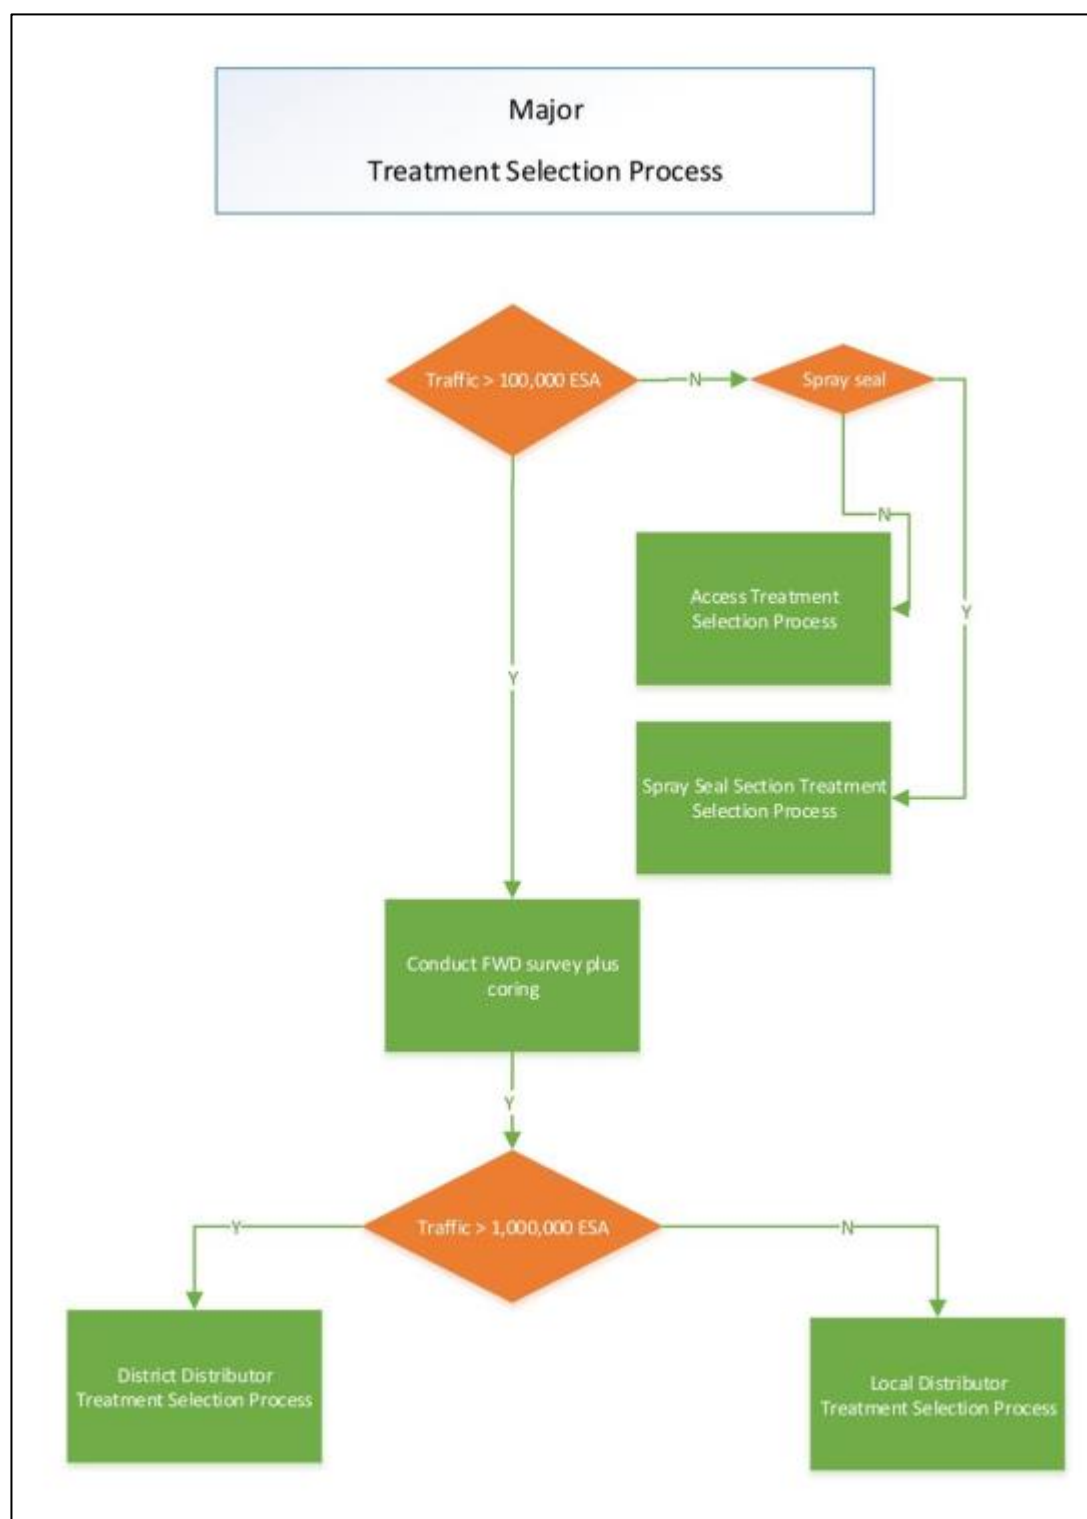 Major
Treatment Selection Process
Traffic > 100,000 ESA
N
Spray seal
N
Access Treatment
Selection Process
Y
Y
Spray Seal Section Treatment
Selection Process
Conduct FWD survey plus
coring
Y
Traffic > 1,000,000 ESA
Y
N
District Distributor
Treatment Selection Process
Local Distributor
Treatment Selection Process